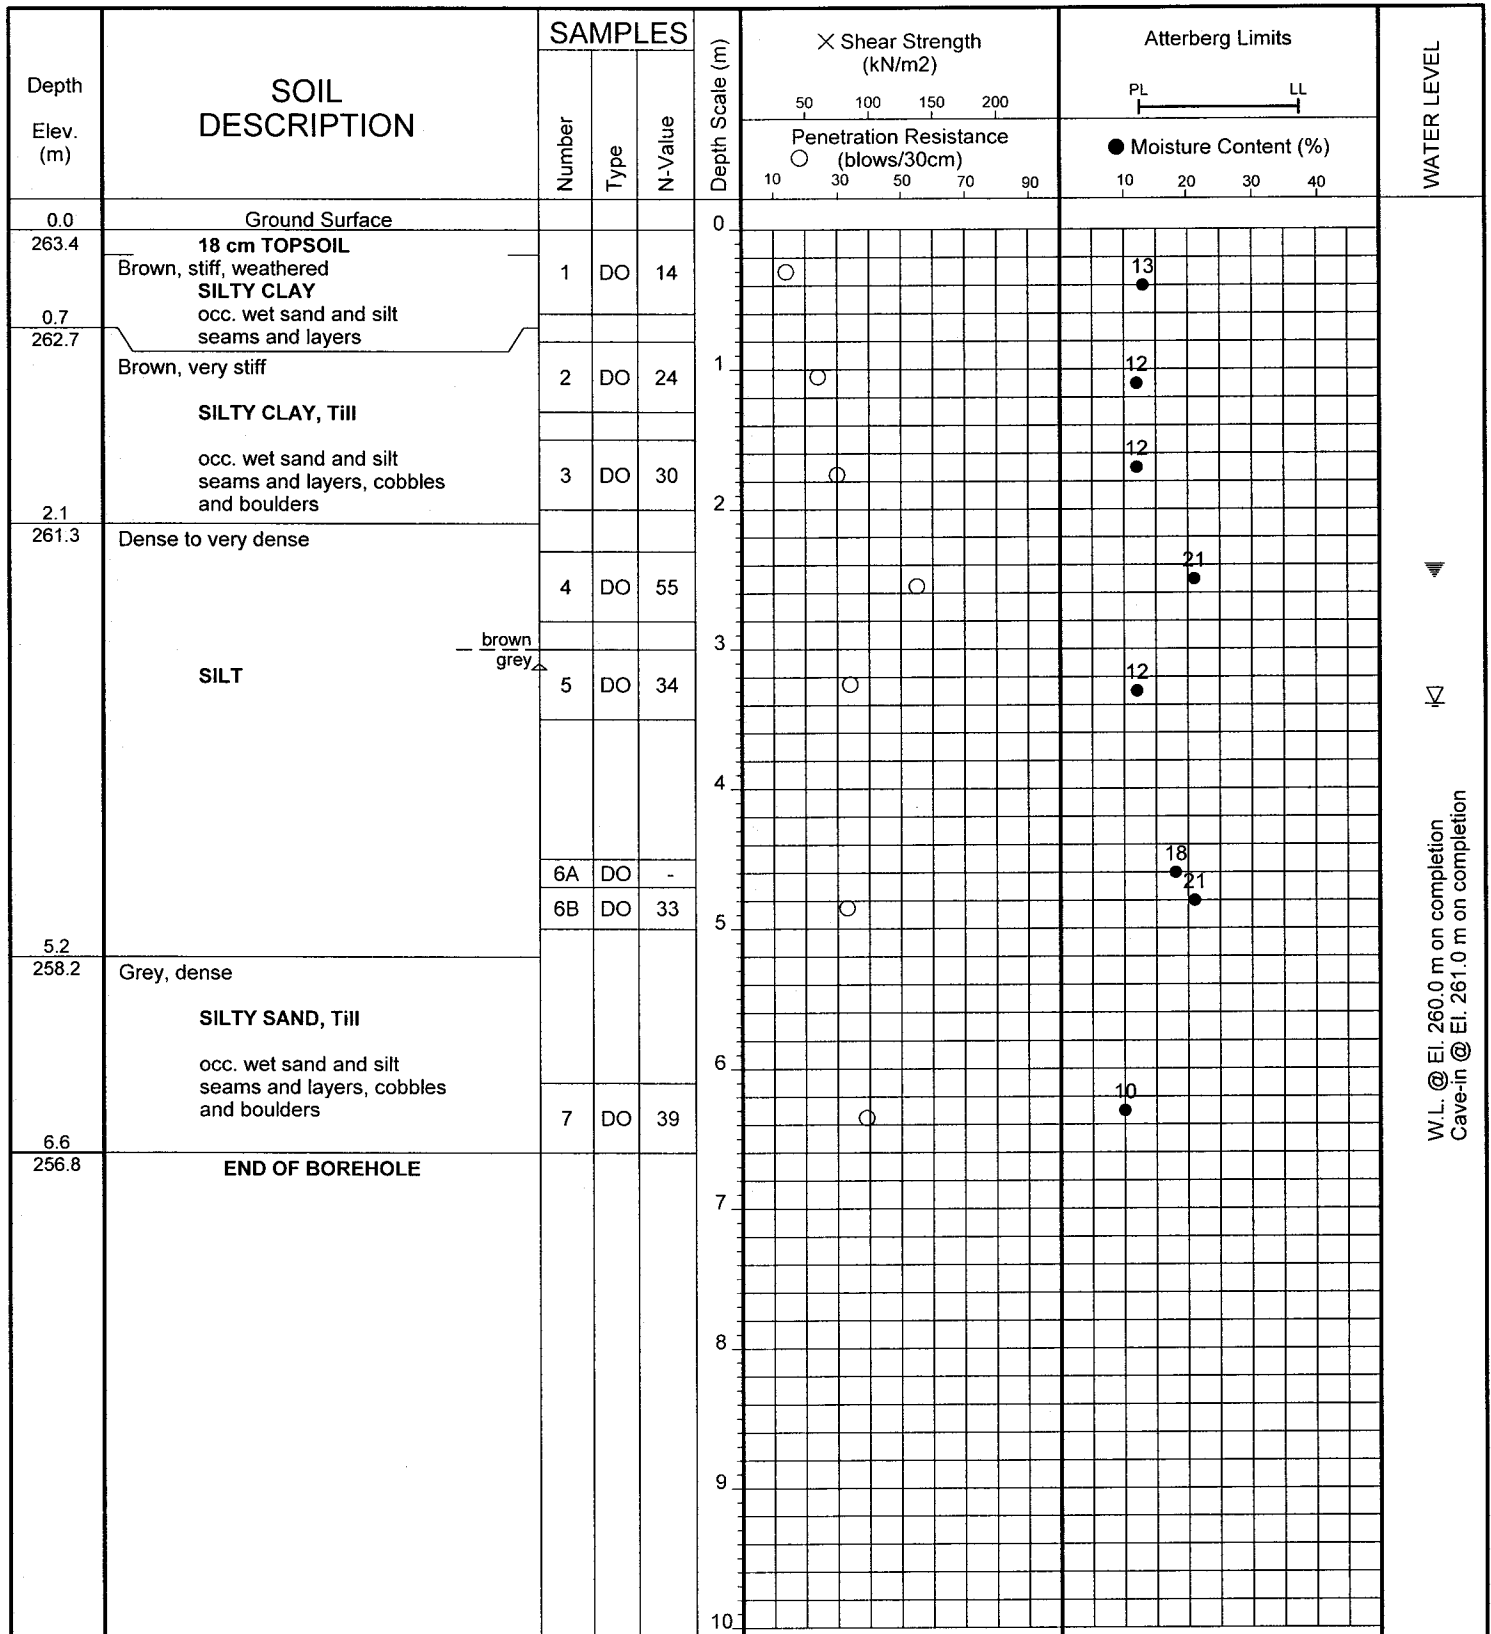 Depth
Elev.
(m)
SOIL
DESCRIPTION
SAMPLES
Number
Type
N-Value
Depth Scale (m)
× Shear Strength
(kN/m2)
50 100 150 200
Penetration Resistance
(blows/30cm)
10 30 50 70 90
Atterberg Limits
PL LL
● Moisture Content (%)
10 20 30 40
WATER LEVEL
0.0 Ground Surface 0
263.4 18 cm TOPSOIL
Brown, stiff, weathered
1 DO 14 13
SILTY CLAY
0.7 occ. wet sand and silt
262.7 seams and layers
Brown, very stiff 1
2 DO 24 12
SILTY CLAY, Till
occ. wet sand and silt 12
seams and layers, cobbles 3 DO 30
and boulders 2
2.1
261.3 Dense to very dense
21
4 DO 55
brown 3
grey
SILT 5 DO 34 12
4
18
6A DO - 21
6B DO 33
5
5.2
258.2 Grey, dense
SILTY SAND, Till
occ. wet sand and silt 6
seams and layers, cobbles 10
and boulders 7 DO 39
6.6
256.8 END OF BOREHOLE
7
8
9
10
W.L. @ El. 260.0 m on completion
Cave-in @ El. 261.0 m on completion